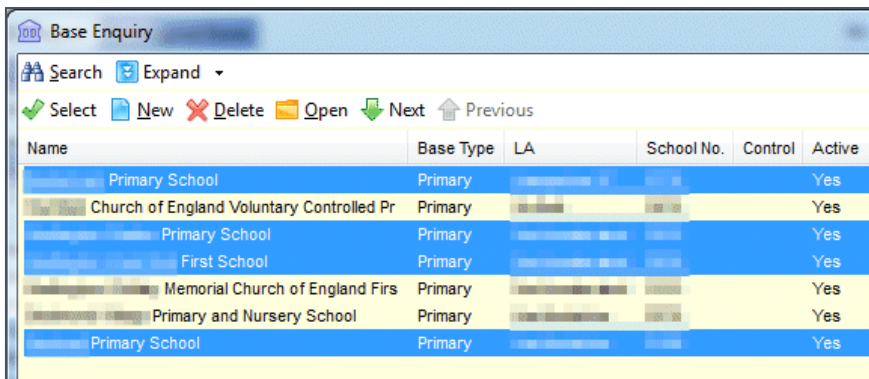 Base Enquiry
Search Expand
Select New Delete Open Next Previous
Name Base Type LA School No. Control Active
Primary School Primary Yes
Church of England Voluntary Controlled Pr Primary Yes
Primary School Primary Yes
First School Primary Yes
Memorial Church of England Firs Primary Yes
Primary and Nursery School Primary Yes
Primary School Primary Yes